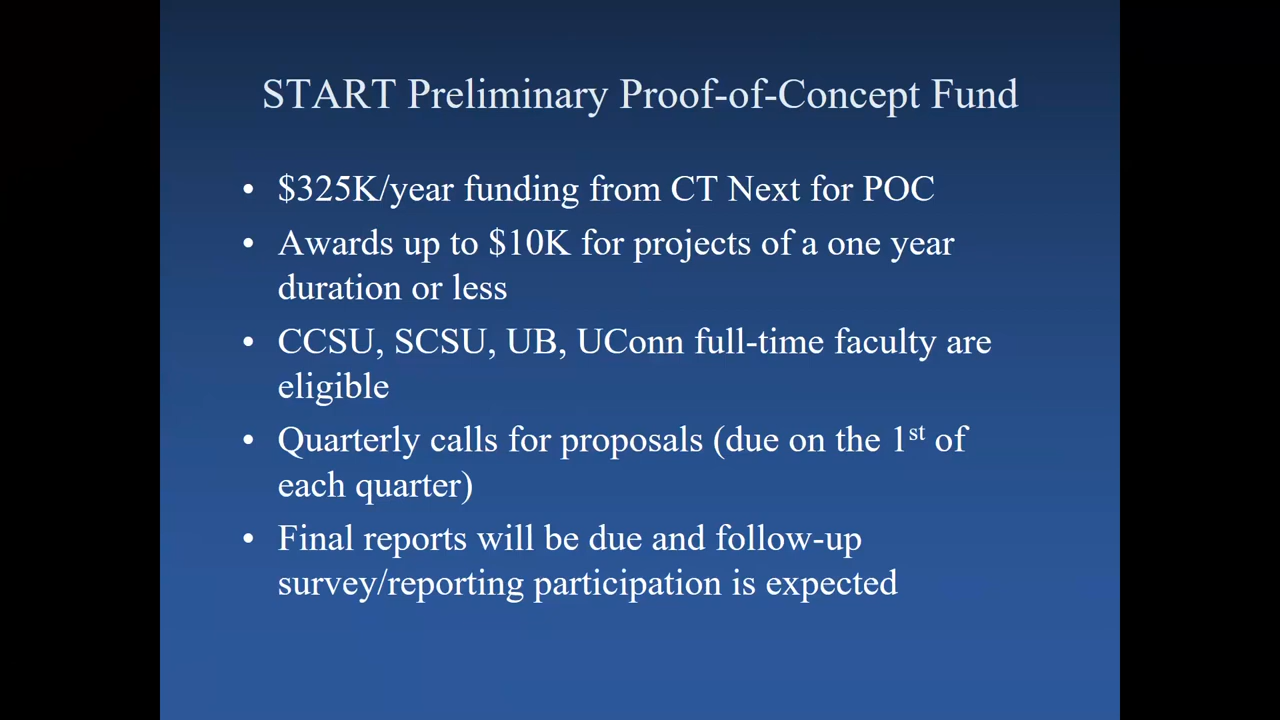 START Preliminary Proof-of-Concept Fund
• $325K/year funding from CT Next for POC
• Awards up to $10K for projects of a one year
duration or less
• CCSU, SCSU, UB, UConn full-time faculty are
eligible
• Quarterly calls for proposals (due on the 1st of
each quarter)
• Final reports will be due and follow-up
survey/reporting participation is expected